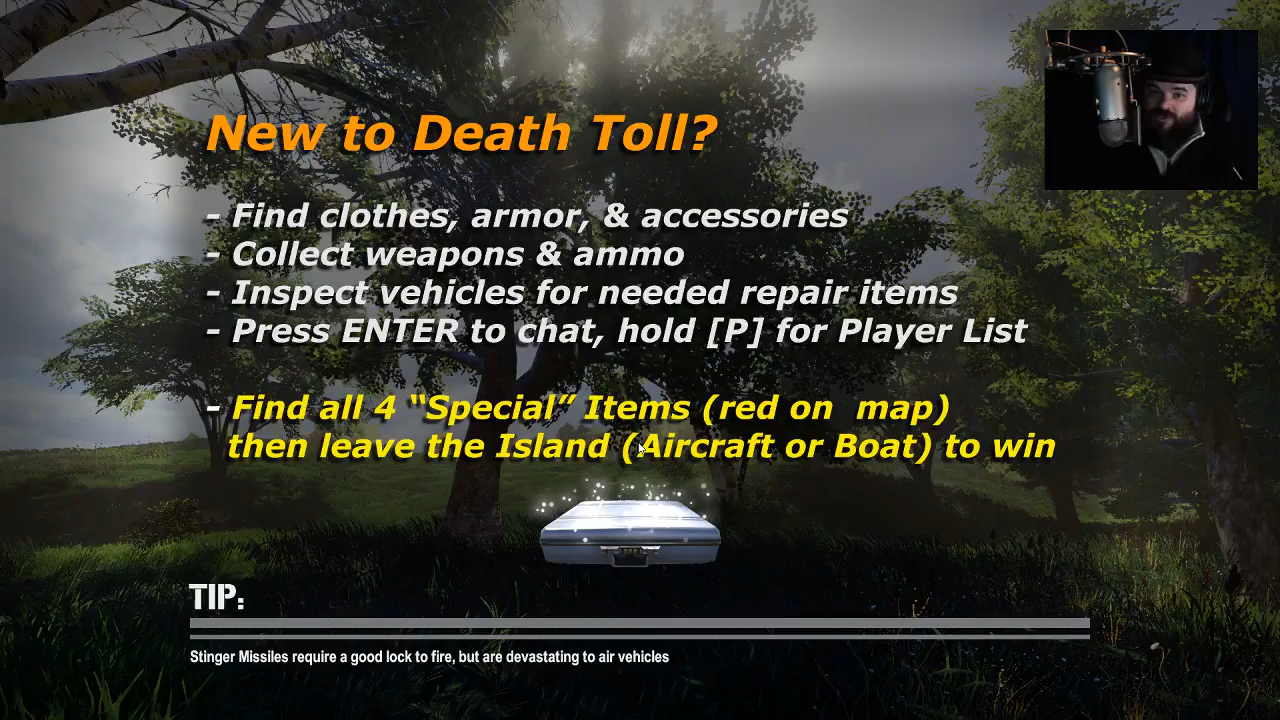 New to Death Toll?
- Find clothes, armor, & accessories
- Collect weapons & ammo
- Inspect vehicles for needed repair items
- Press ENTER to chat, hold [P] for Player List
- Find all 4 “Special” Items (red on  map)
then leave the Island (Aircraft or Boat) to win
TIP:
Stinger Missiles require a good lock to fire, but are devastating to air vehicles